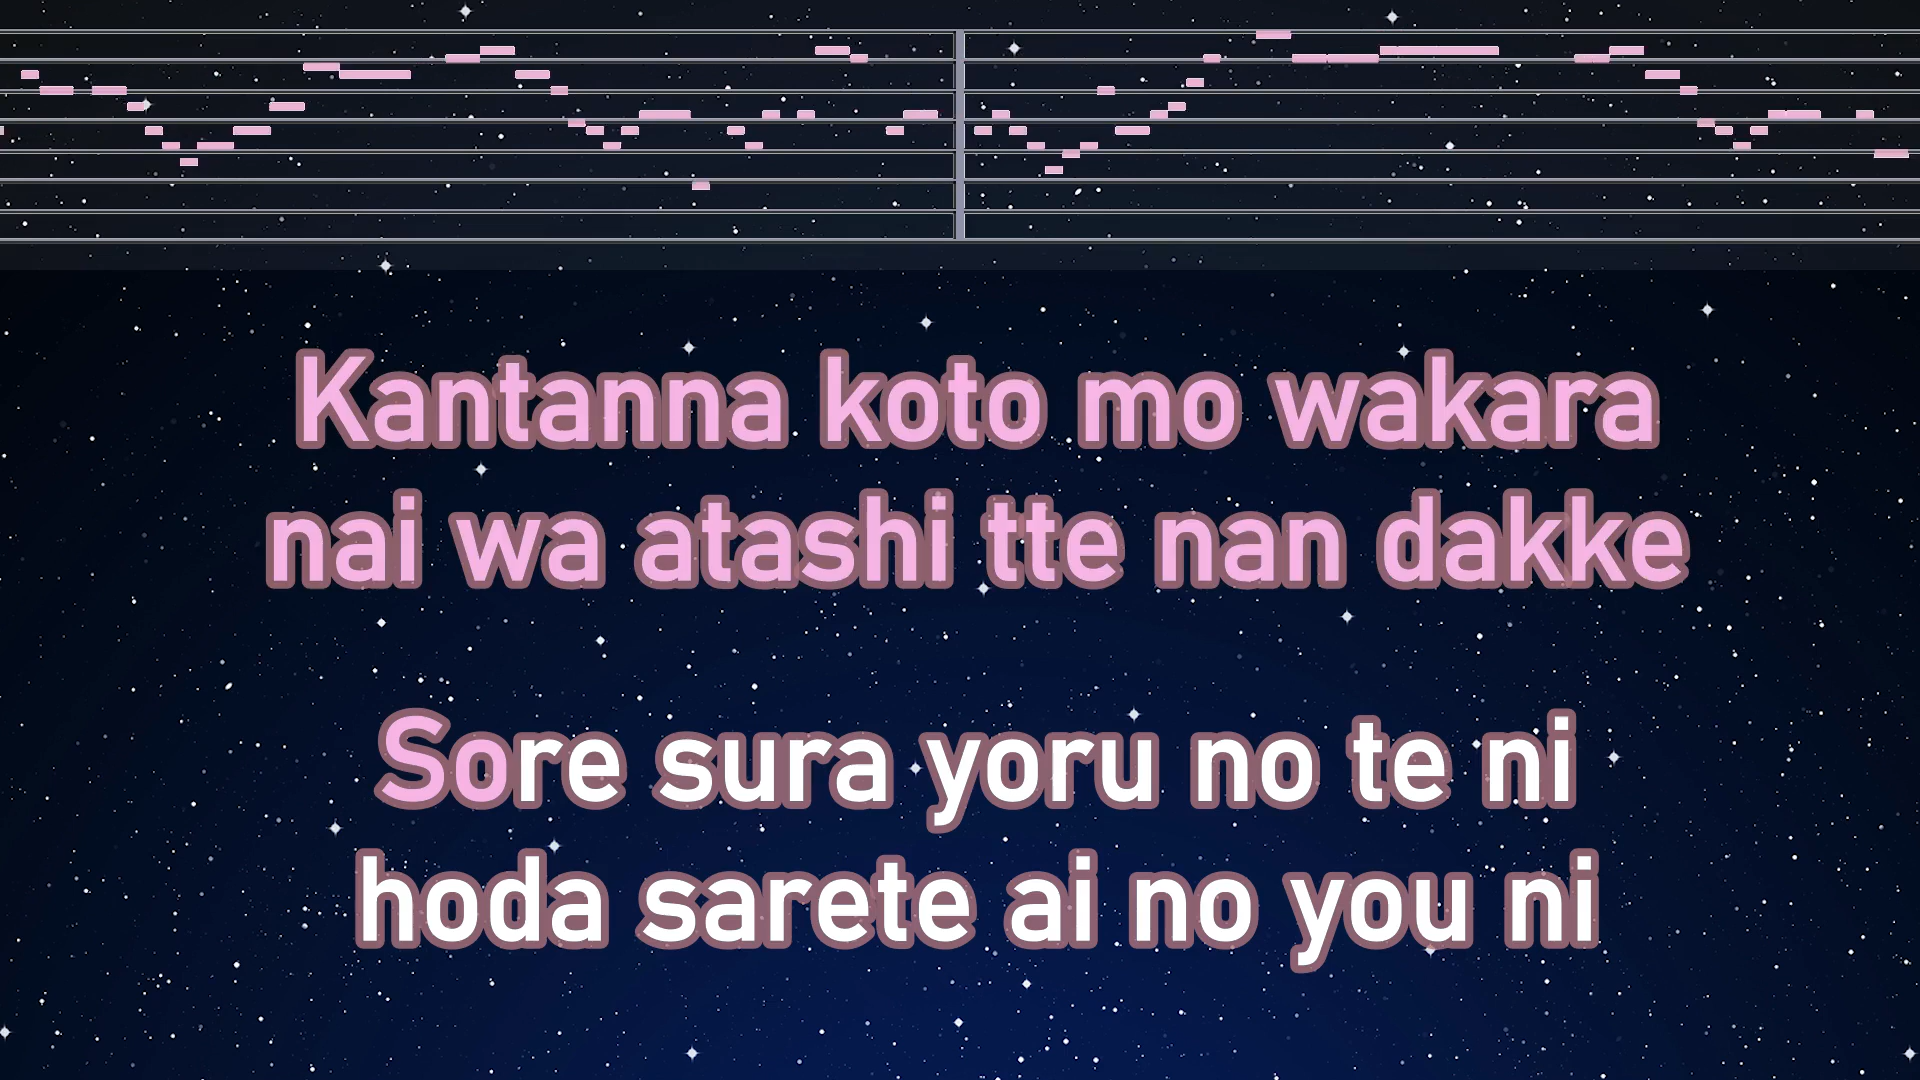 Kantanna koto mo wakara
nai wa atashi tte nan dakke
Sore sura yoru no te ni
hoda sarete ai no you ni